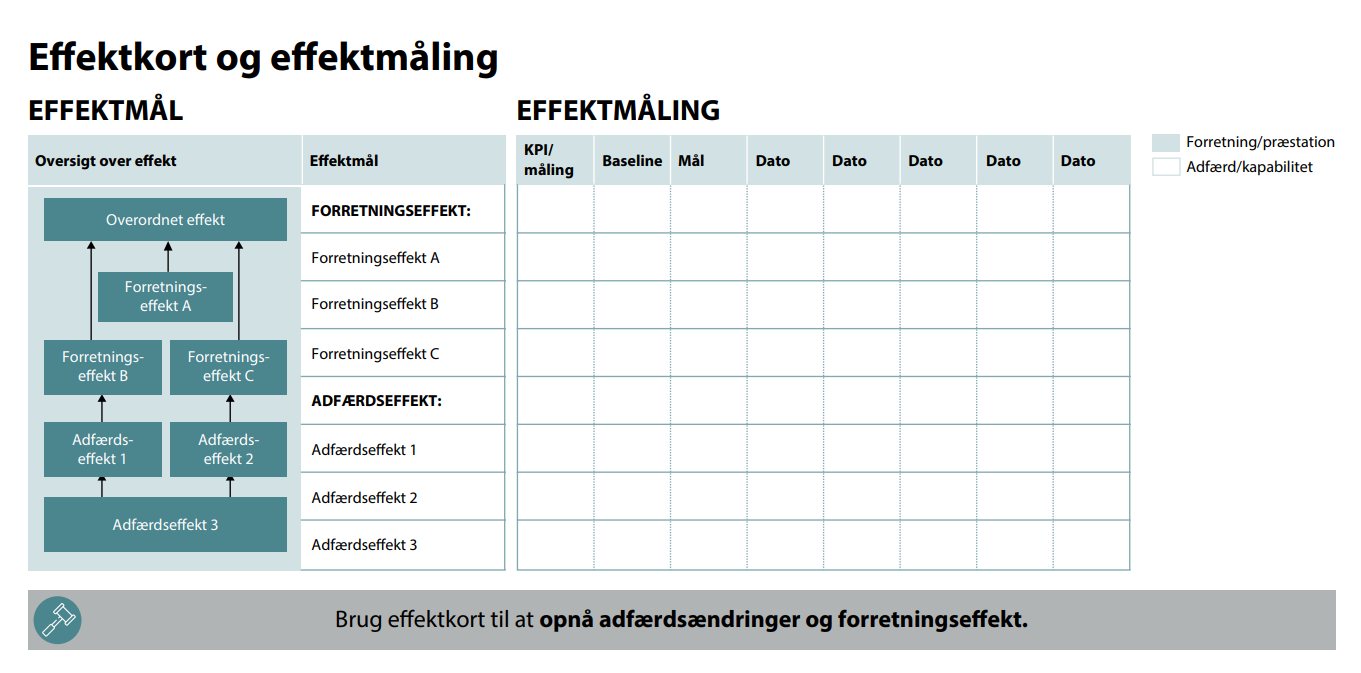 Effektkort og effektmåling
EFFEKTMÅL
EFFEKTMÅLING
Oversigt over effekt
Effektmål
KPI/
måling
Baseline
Mål
Dato
Dato
Dato
Dato
Dato
Forretning/præstation
Adfærd/kapabilitet
Overordnet effekt
Forretnings-
effekt A
Forretnings-
effekt B
Forretnings-
effekt C
Adfærds-
effekt 1
Adfærds-
effekt 2
Adfærdseffekt 3
FORRETNINGSEFFEKT:
Forretningseffekt A
Forretningseffekt B
Forretningseffekt C
ADFÆRDSEFFEKT:
Adfærdseffekt 1
Adfærdseffekt 2
Adfærdseffekt 3
Brug effektkort til at opnå adfærdsændringer og forretningseffekt.